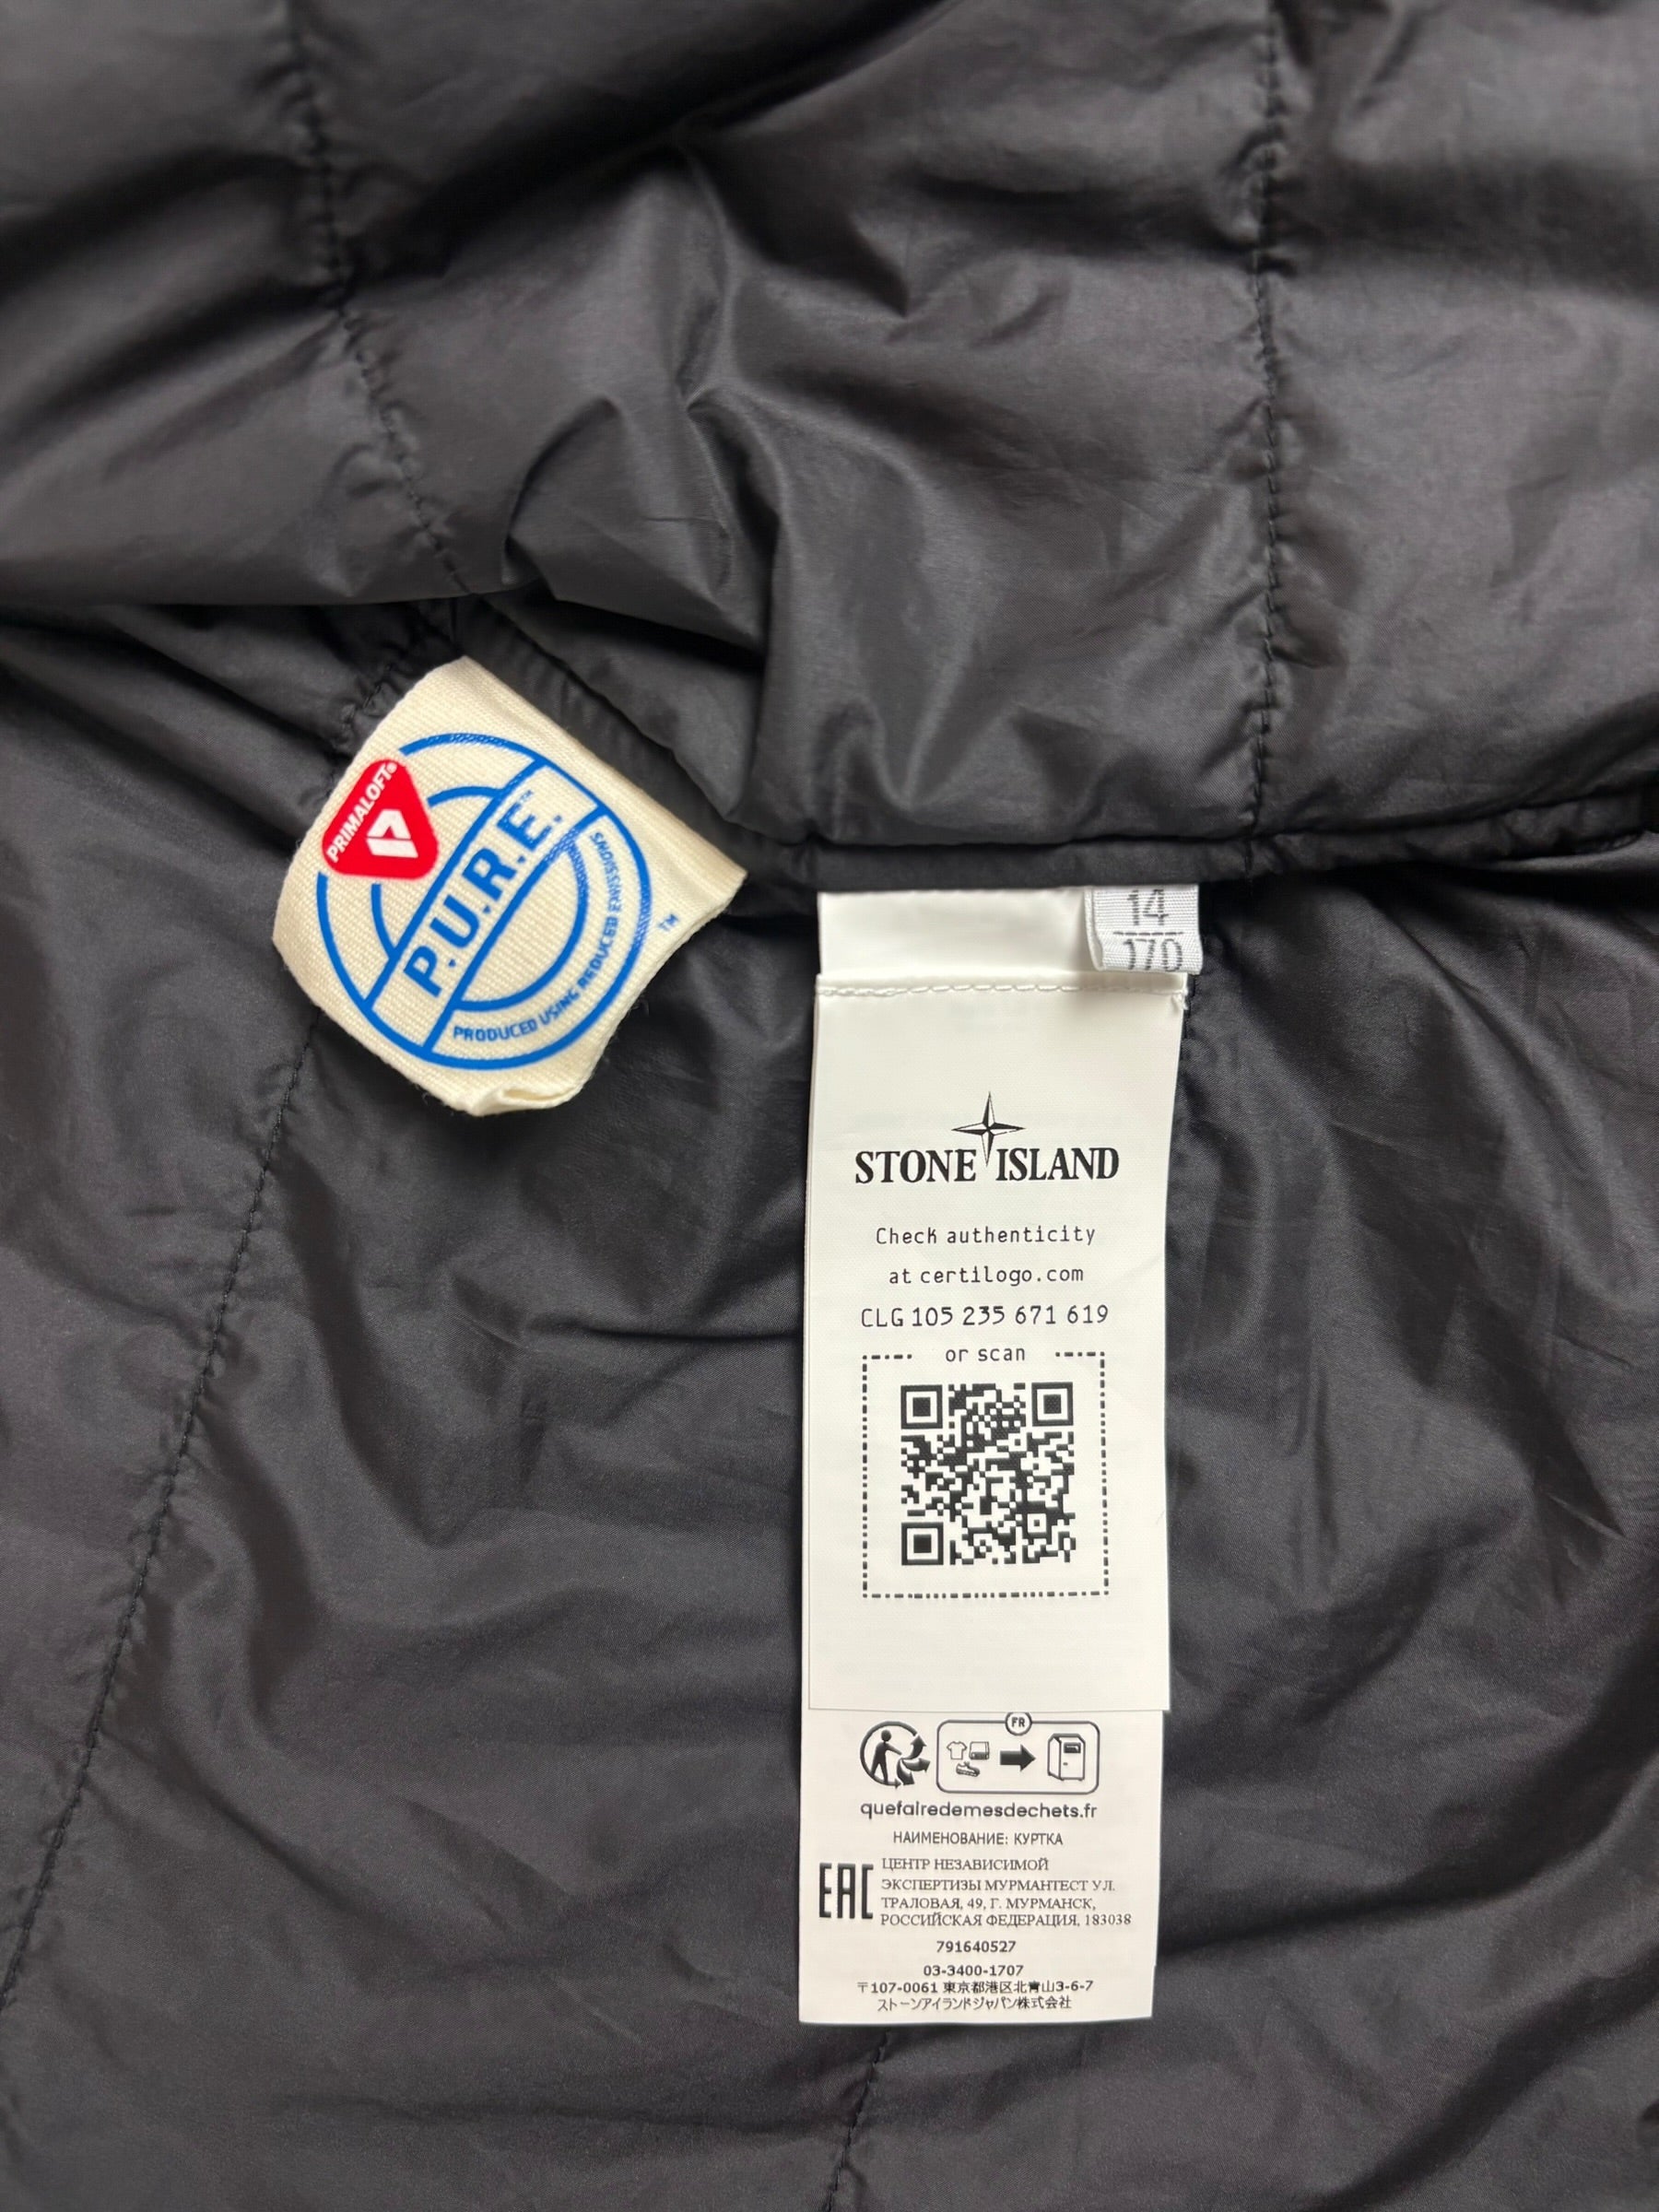 PRIMALOFT®
P.U.R.E.™
PRODUCED USING REDUCED EMISSIONS
™
14
170
STONE ISLAND
Check authenticity
at certilogo.com
CLG 105 235 671 619
or scan
FR
quefairedemesdechets.fr
НАИМЕНОВАНИЕ: КУРТКА
EAC
ЦЕНТР НЕЗАВИСИМОЙ
ЭКСПЕРТИЗЫ МУРМАНТЕСТ УЛ.
ТРАЛОВАЯ, 49, Г. МУРМАНСК,
РОССИЙСКАЯ ФЕДЕРАЦИЯ, 183038
791640527
03-3400-1707
〒107-0061 東京都港区北青山3-6-7
ストーンアイランドジャパン株式会社